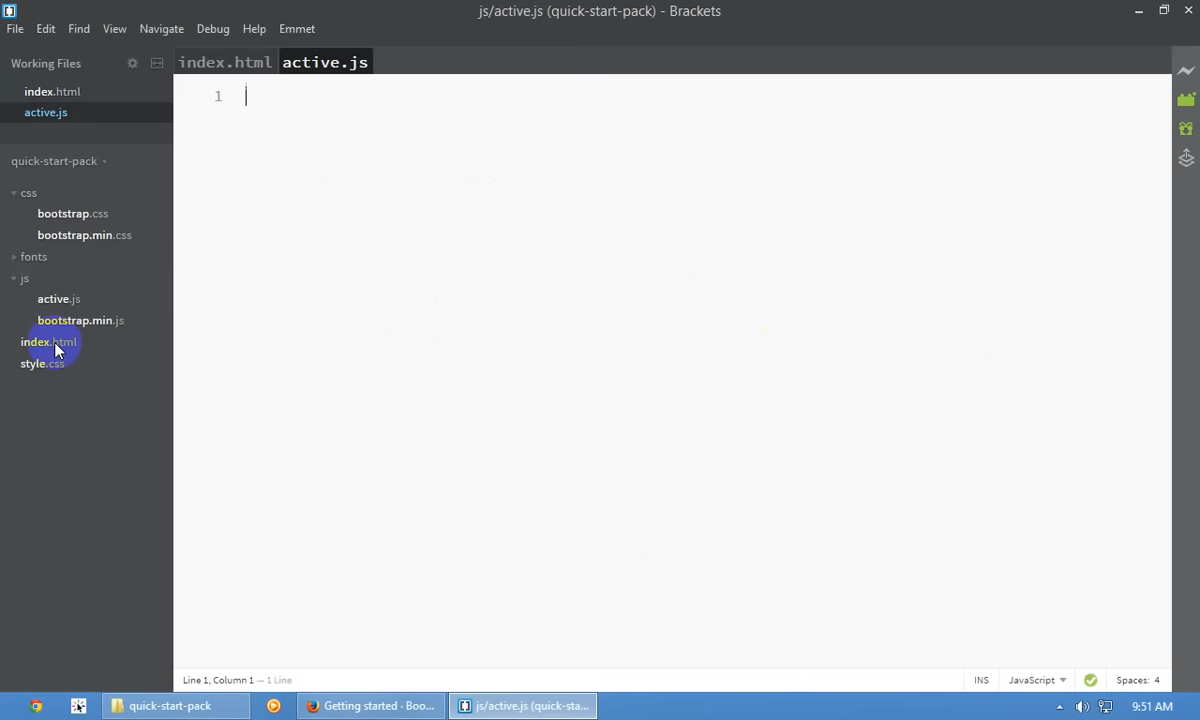 js/active.js (quick-start-pack) - Brackets
File Edit Find View Navigate Debug Help Emmet
Working Files
index.html
active.js
index.html active.js
1
quick-start-pack
css
bootstrap.css
bootstrap.min.css
fonts
js
active.js
bootstrap.min.js
index.html
style.css
Line 1, Column 1 — 1 Line
INS JavaScript Spaces: 4
quick-start-pack
Getting started · Boo...
js/active.js (quick-sta...
9:51 AM